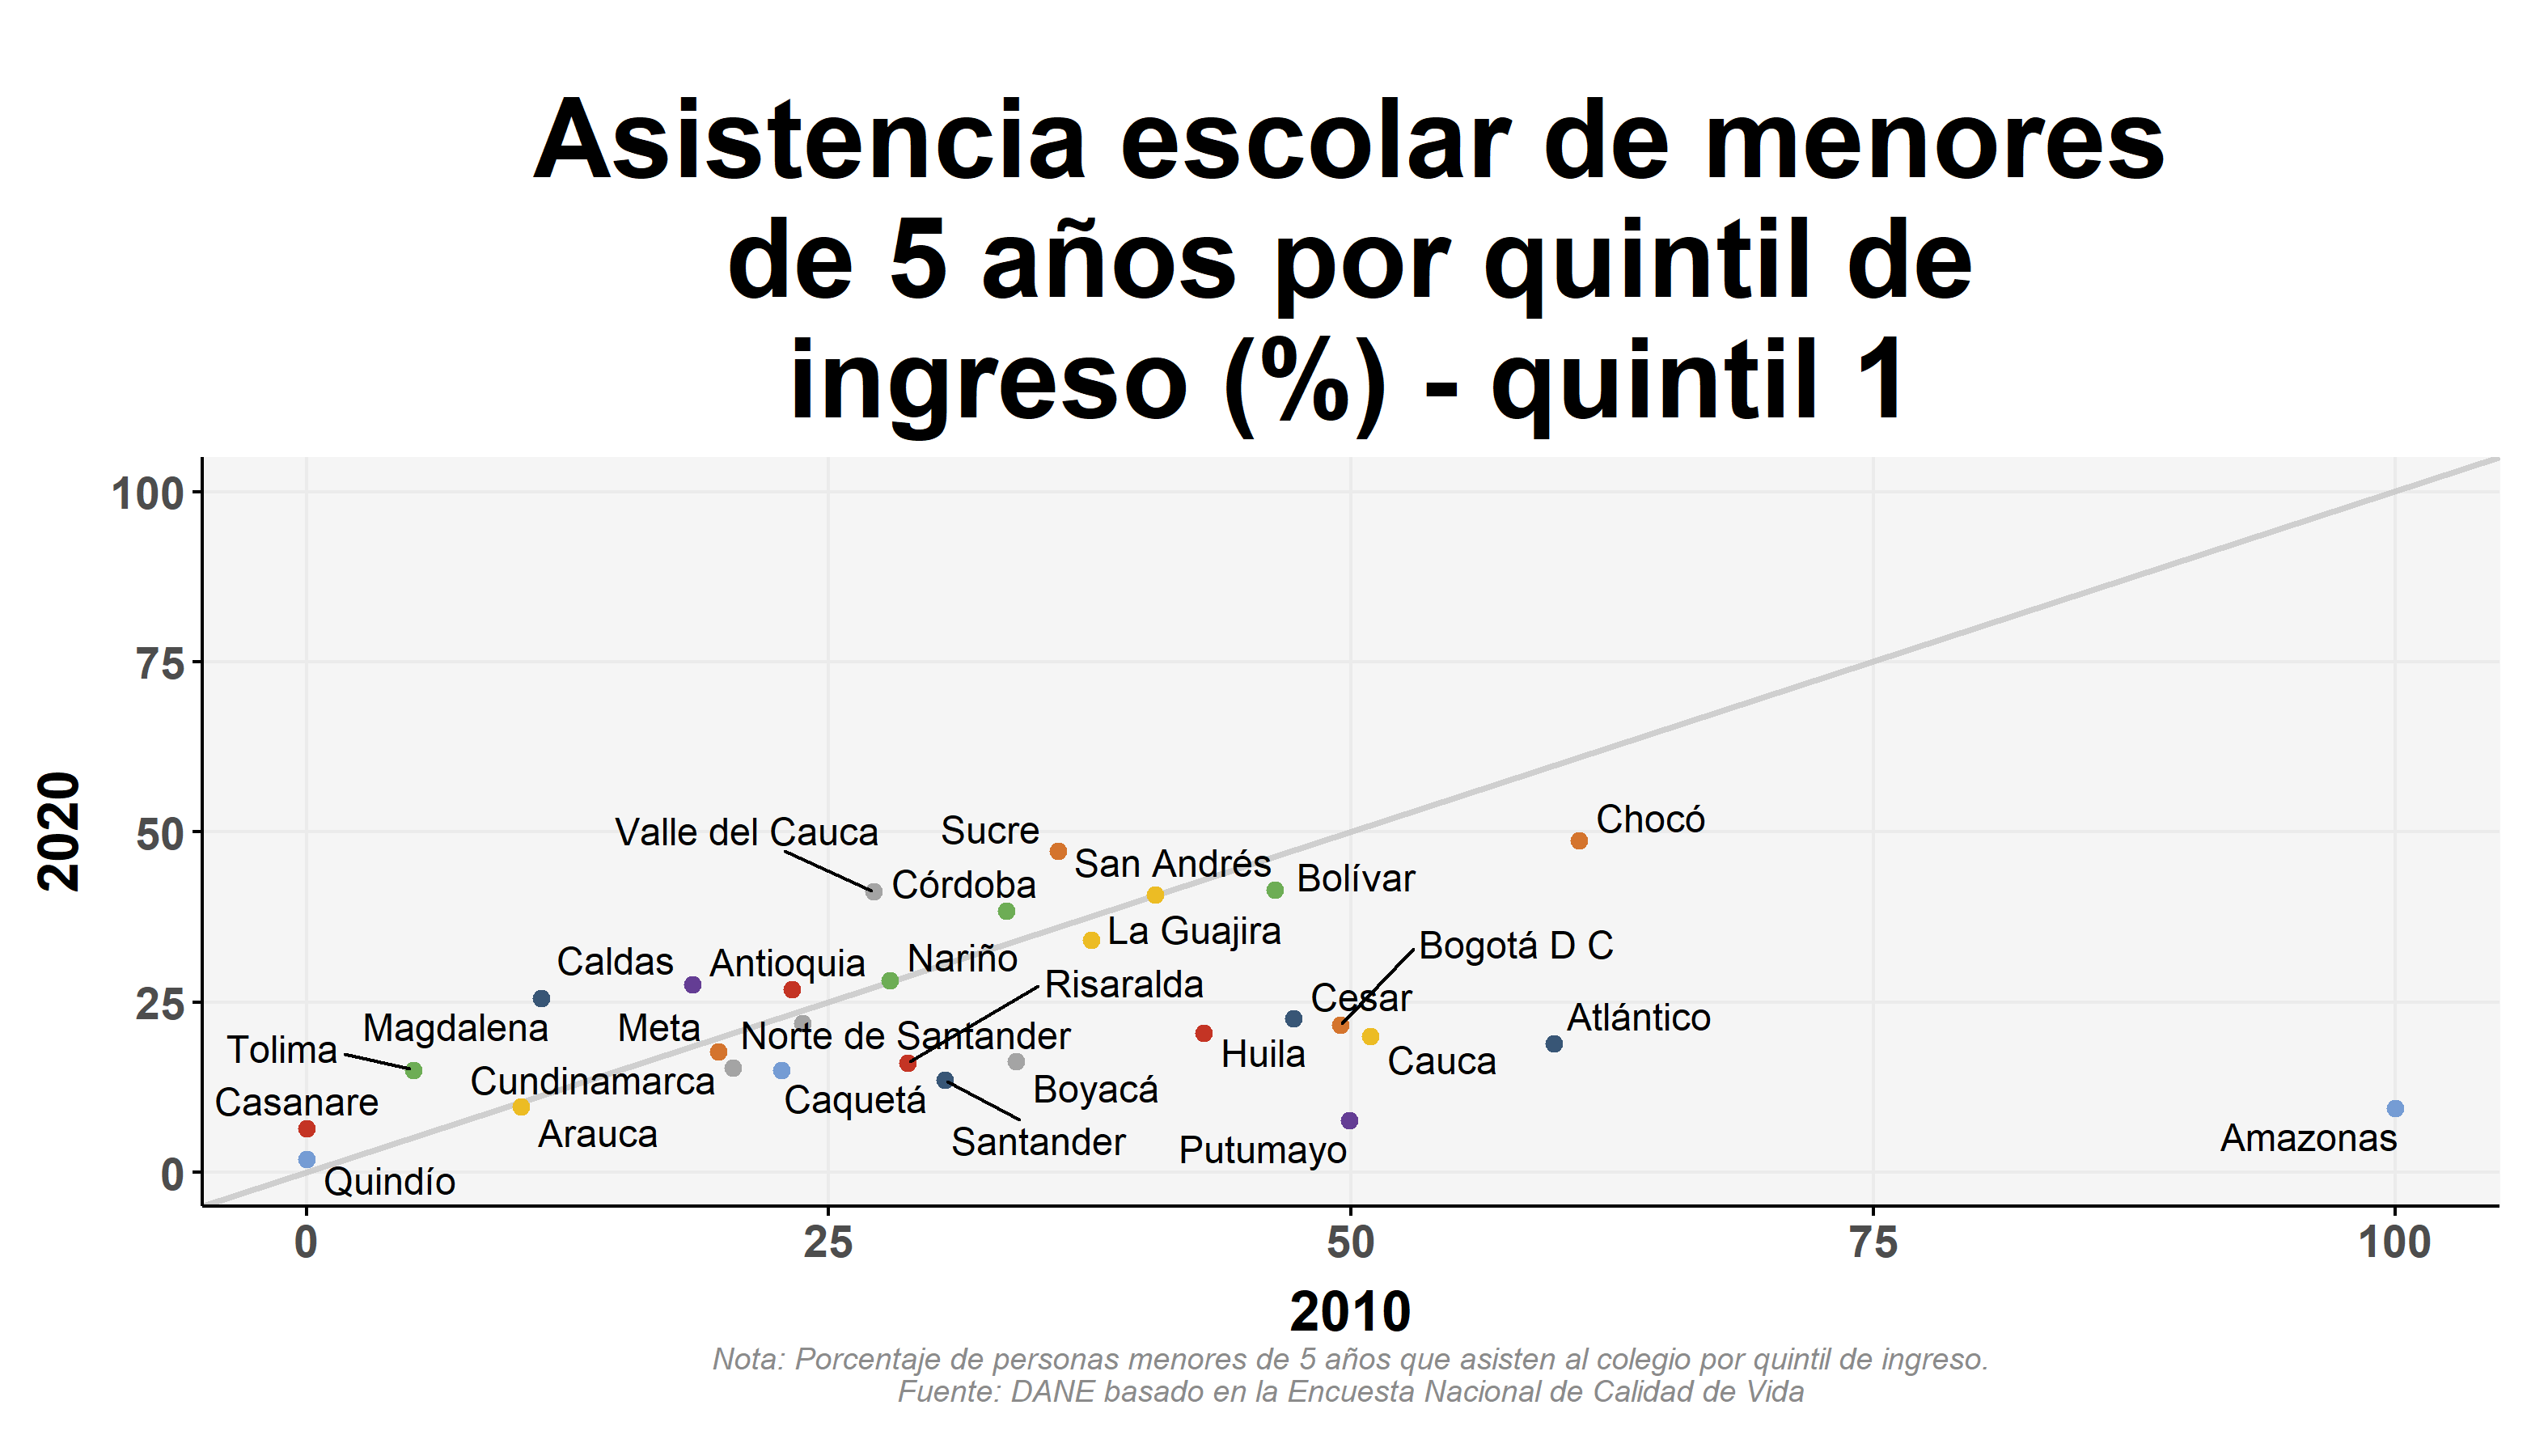 Asistencia escolar de menores
de 5 años por quintil de
ingreso (%) - quintil 1
100
75
50
25
0
2020
Chocó
Valle del Cauca
Sucre
San Andrés
Bolívar
Córdoba
La Guajira
Bogotá D C
Caldas
Antioquia
Nariño
Risaralda
Cesar
Atlántico
Magdalena
Meta
Norte de Santander
Tolima
Huila
Cauca
Cundinamarca
Caquetá
Boyacá
Casanare
Arauca
Santander
Putumayo
Amazonas
Quindío
0
25
50
75
100
2010
Nota: Porcentaje de personas menores de 5 años que asisten al colegio por quintil de ingreso.
Fuente: DANE basado en la Encuesta Nacional de Calidad de Vida